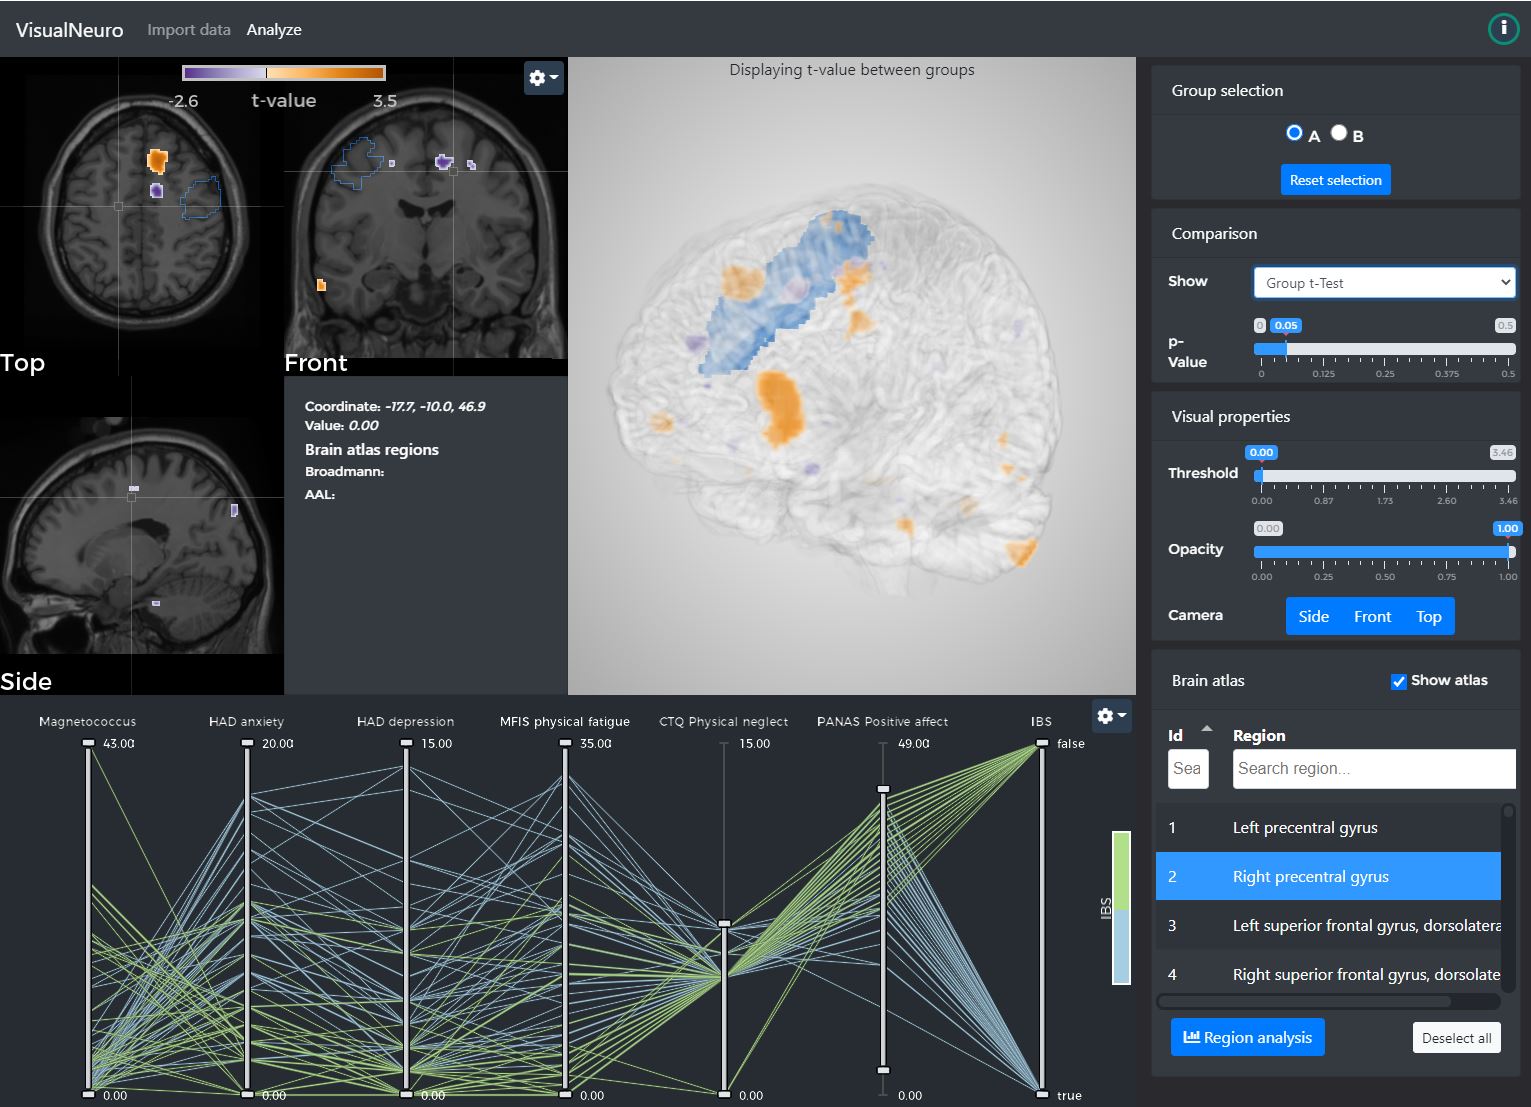 VisualNeuro Import data Analyze
i
-2.6 t-value 3.5
Top
Front
Side
Coordinate: -17.7, -10.0, 46.9
Value: 0.00
Brain atlas regions
Broadmann:
AAL:
Displaying t-value between groups
Group selection
A B
Reset selection
Comparison
Show Group t-Test
p-Value
0 0.05 0.5
0 0.125 0.25 0.375 0.5
Visual properties
0.00 3.46
Threshold
0.00 0.87 1.73 2.60 3.46
0.00 1.00
Opacity
0.00 0.25 0.50 0.75 1.00
Camera Side Front Top
Brain atlas Show atlas
Id Region
Sea Search region...
1 Left precentral gyrus
2 Right precentral gyrus
3 Left superior frontal gyrus, dorsolatera
4 Right superior frontal gyrus, dorsolate
Region analysis Deselect all
Magnetococcus HAD anxiety HAD depression MFIS physical fatigue CTQ Physical neglect PANAS Positive affect IBS
43.00 20.00 15.00 35.00 15.00 49.00 false
IBS
0.00 0.00 0.00 0.00 0.00 0.00 true